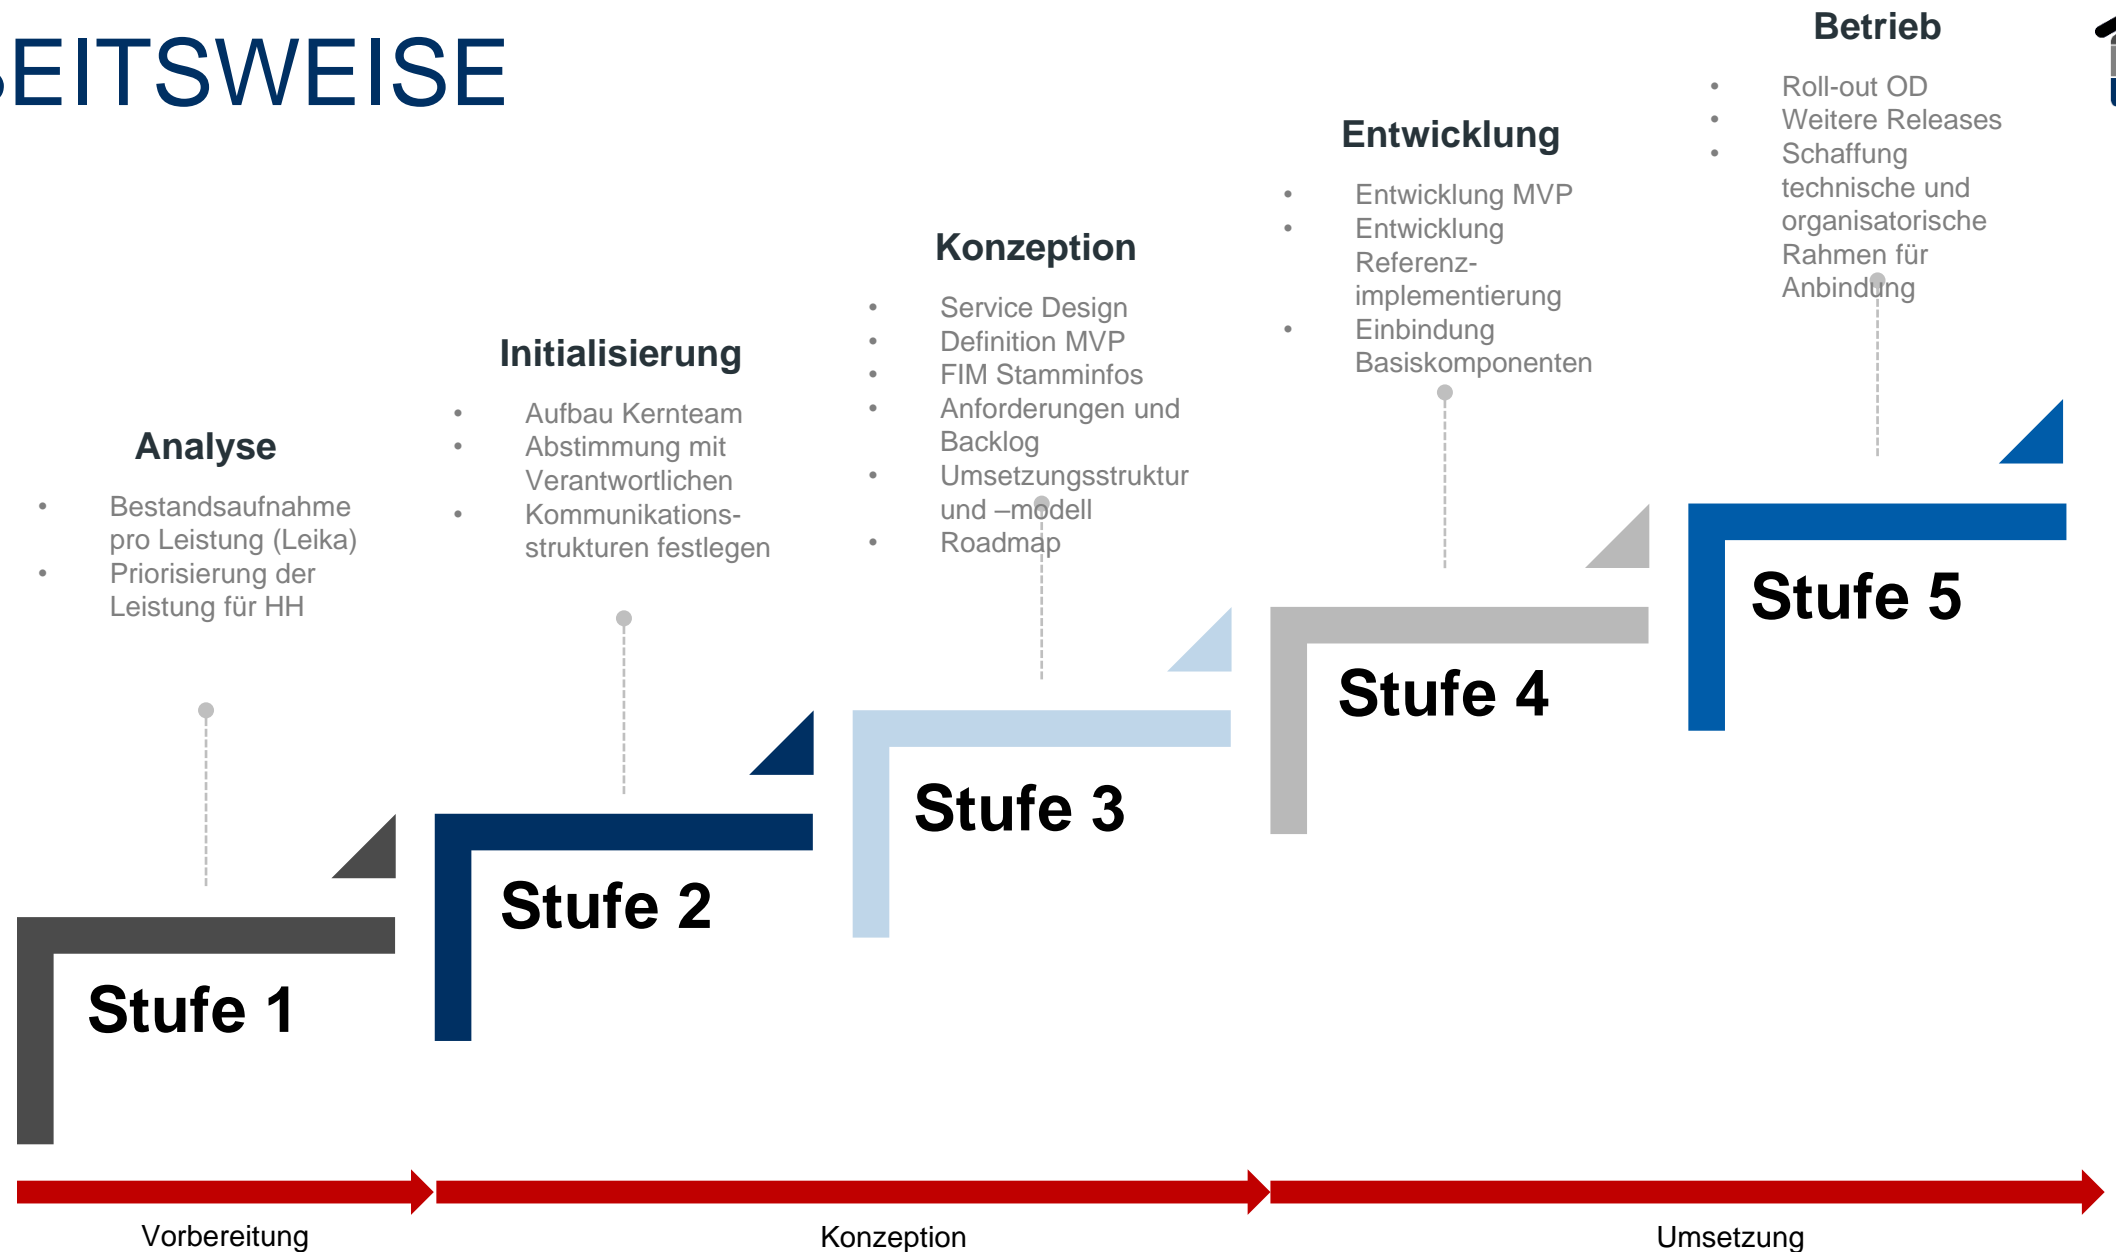 BEITSWEISE
Analyse
• Bestandsaufnahme
pro Leistung (Leika)
• Priorisierung der
Leistung für HH
Stufe 1
Initialisierung
• Aufbau Kernteam
• Abstimmung mit
Verantwortlichen
• Kommunikations-
strukturen festlegen
Stufe 2
Konzeption
• Service Design
• Definition MVP
• FIM Stamminfos
• Anforderungen und
Backlog
• Umsetzungsstruktur
und –modell
• Roadmap
Stufe 3
Entwicklung
• Entwicklung MVP
• Entwicklung
Referenz-
implementierung
• Einbindung
Basiskomponenten
Stufe 4
Betrieb
• Roll-out OD
• Weitere Releases
• Schaffung
technische und
organisatorische
Rahmen für
Anbindung
Stufe 5
Vorbereitung
Konzeption
Umsetzung